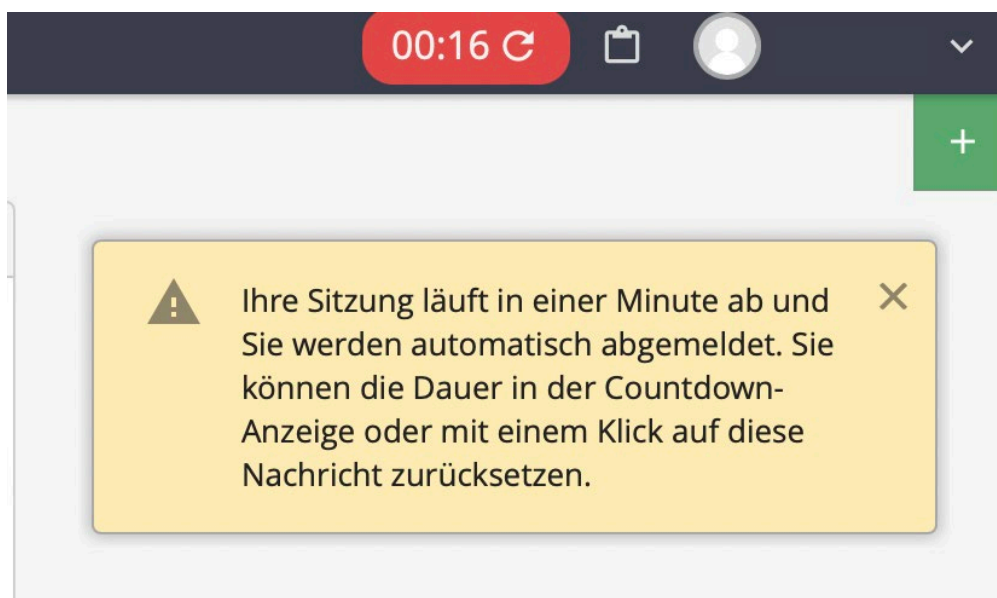 00:16
Ihre Sitzung läuft in einer Minute ab und
Sie werden automatisch abgemeldet. Sie
können die Dauer in der Countdown-
Anzeige oder mit einem Klick auf diese
Nachricht zurücksetzen.